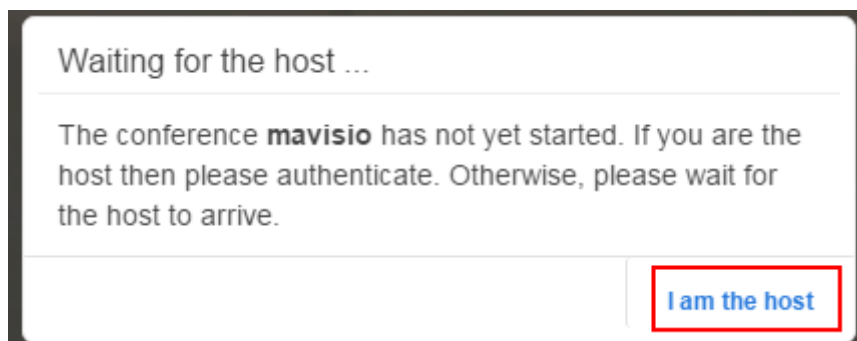 Waiting for the host ...
The conference mavisio has not yet started. If you are the
host then please authenticate. Otherwise, please wait for
the host to arrive.
I am the host